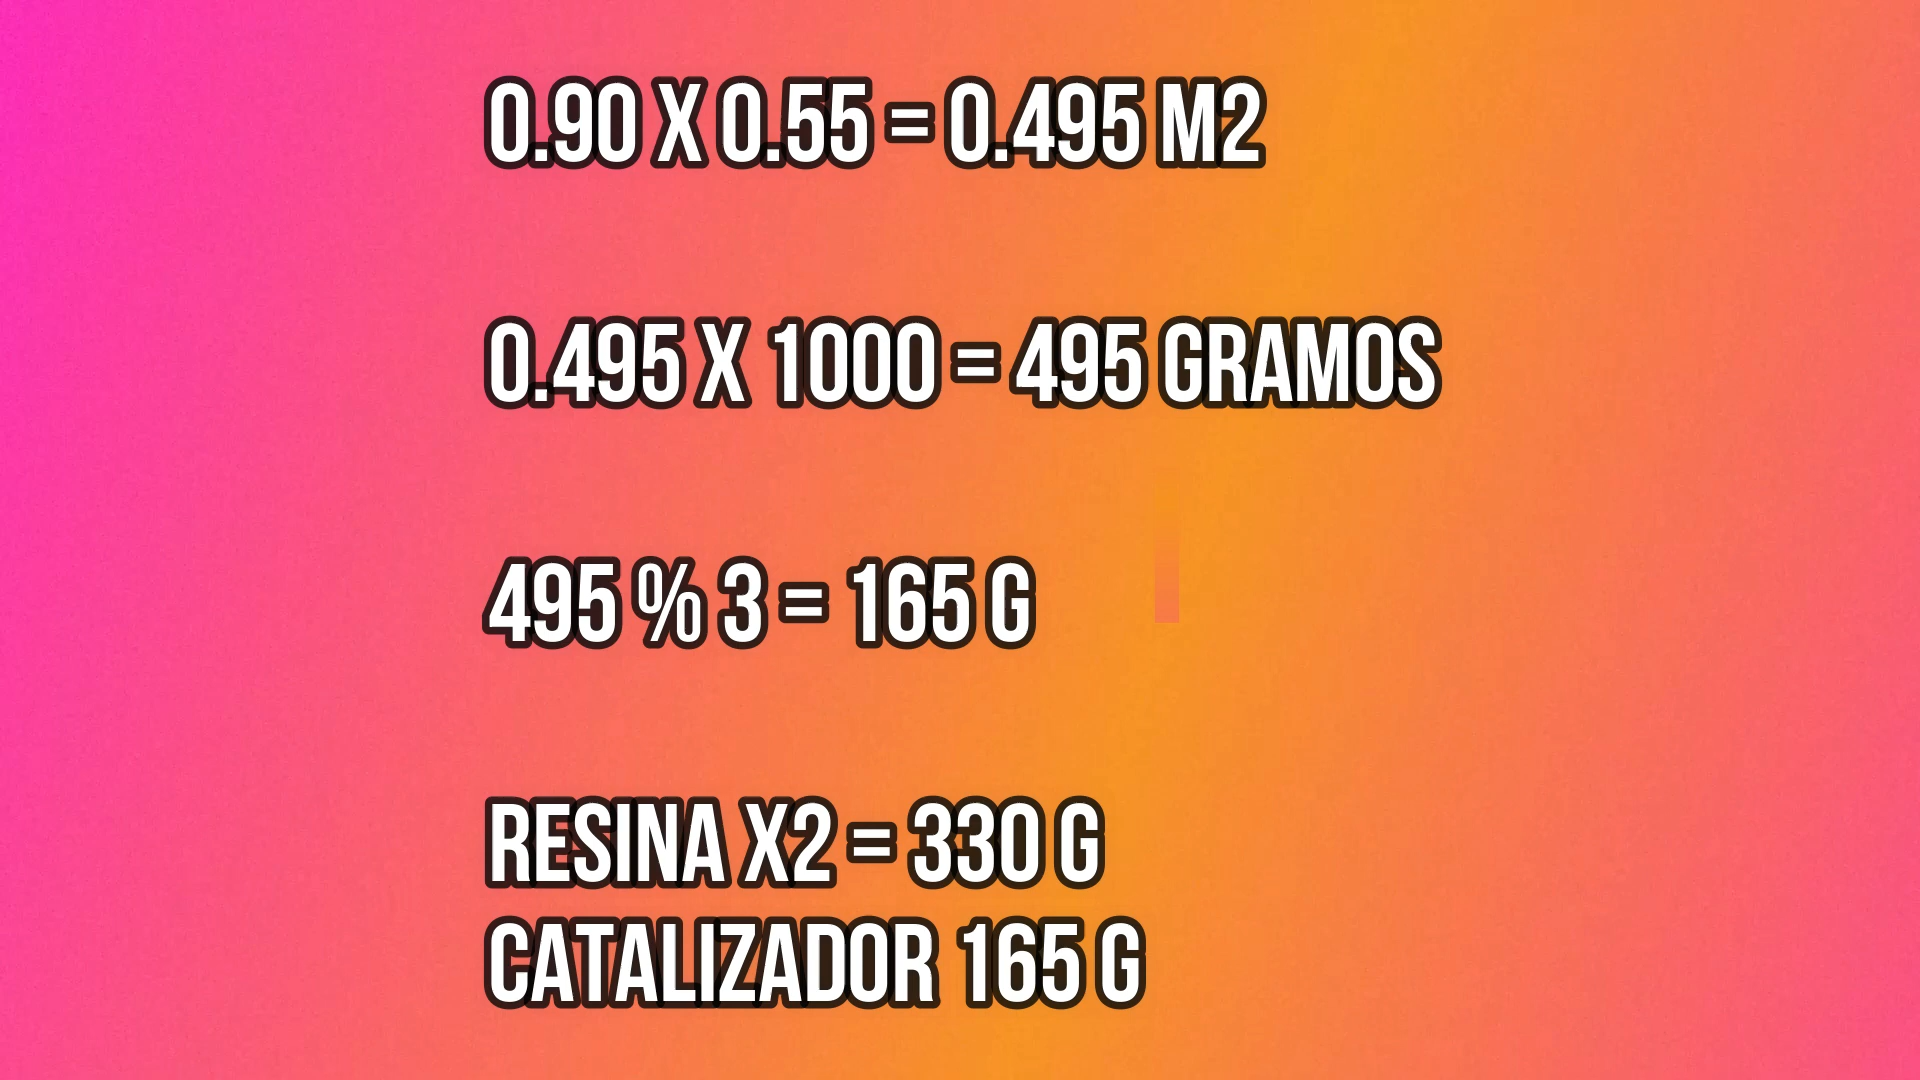 0.90 X 0.55 = 0.495 M2
0.495 X 1000 = 495 GRAMOS
495 % 3 = 165 G
RESINA X2 = 330 G
CATALIZADOR 165 G